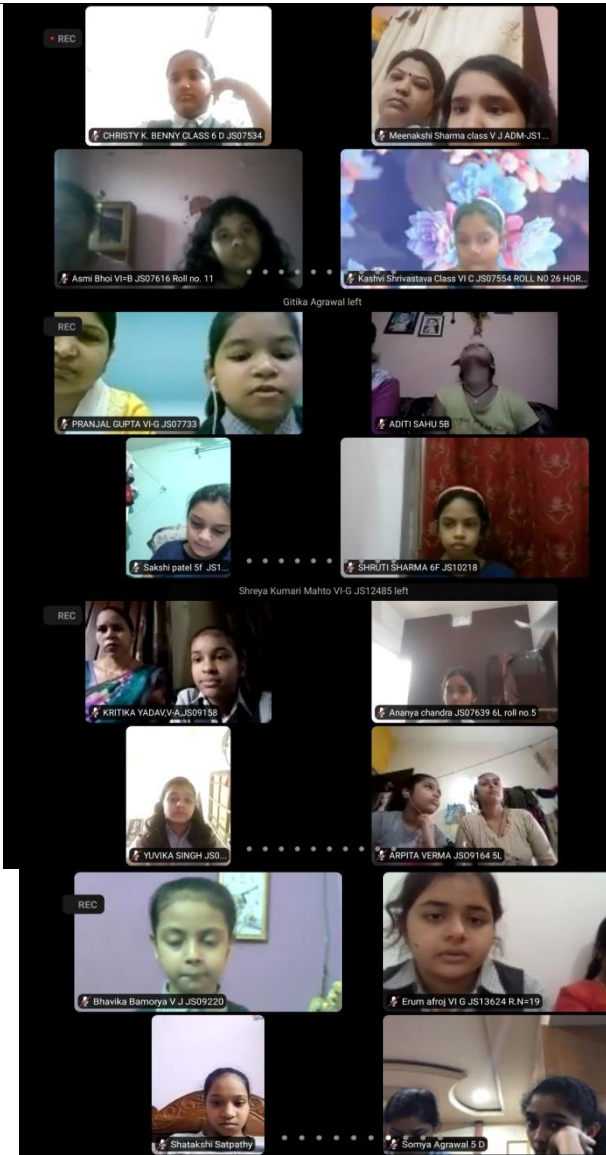 REC
CHRISTY K. BENNY CLASS 6 D JS07534
Meenakshi Sharma class V J ADM-JS1...
Asmi Bhoi VI=B JS07616 Roll no. 11
Kashvi Shrivastava Class VI C JS07554 ROLL N0 26 HOR...
Gitika Agrawal left
REC
PRANJAL GUPTA VI-G JS07733
ADITI SAHU 5B
Sakshi patel 5f JS1...
SHRUTI SHARMA 6F JS10218
Shreya Kumari Mahto VI-G JS12485 left
REC
KRITIKA YADAV,V-A,JS09158
Ananya chandra JS07639 6L roll no.5
YUVIKA SINGH JS0...
ARPITA VERMA JS09164 5L
REC
Bhavika Bamorya V J JS09220
Erum afroj VI G JS13624 R.N=19
Shatakshi Satpathy
Somya Agrawal 5 D